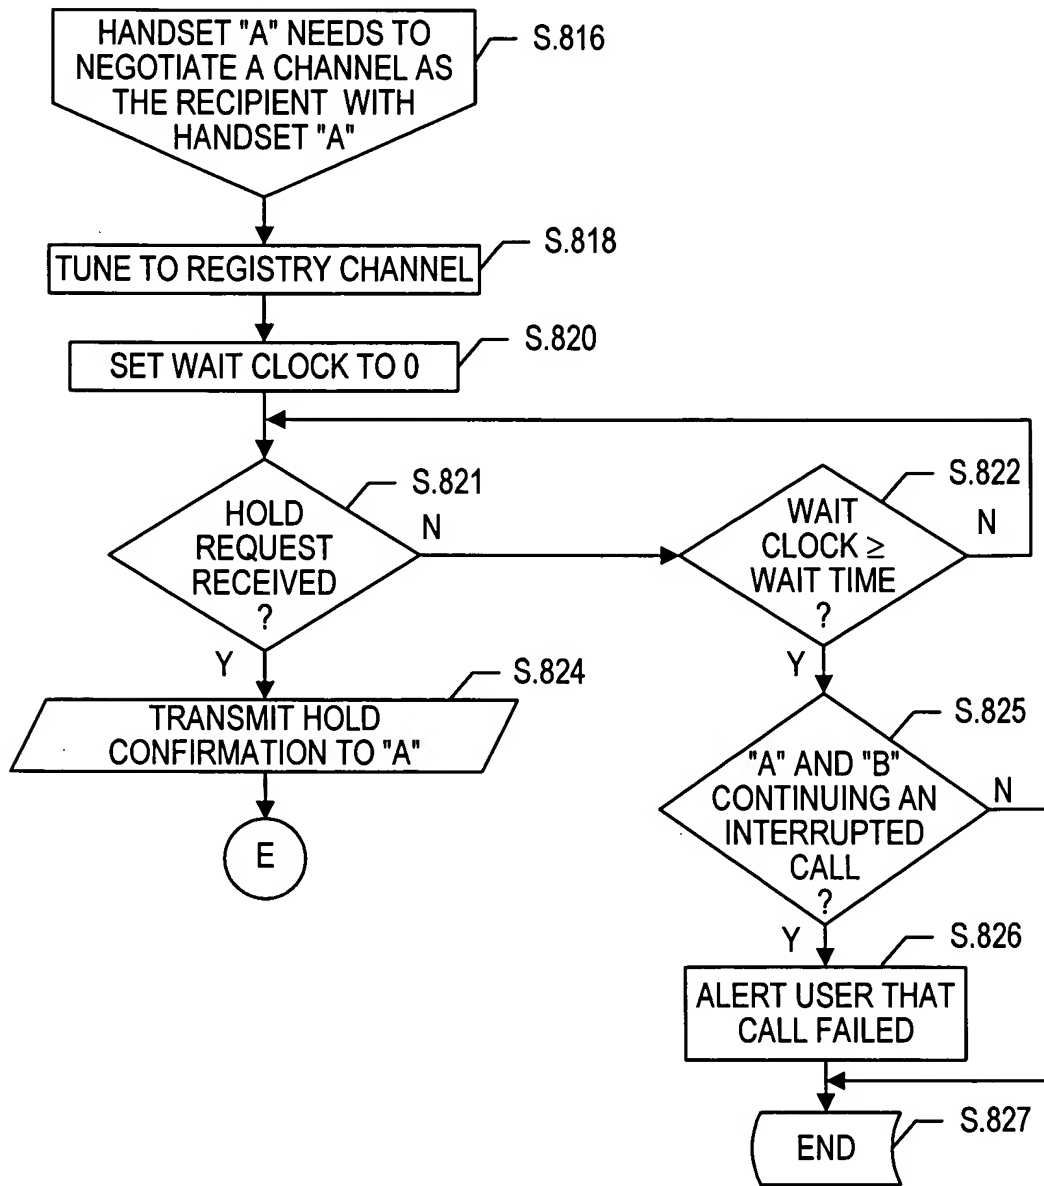 HANDSET "A" NEEDS TO
NEGOTIATE A CHANNEL AS
THE RECIPIENT WITH
HANDSET "A"
S.816
TUNE TO REGISTRY CHANNEL
S.818
SET WAIT CLOCK TO 0
S.820
HOLD
REQUEST
RECEIVED
?
S.821
N
Y
WAIT
CLOCK ≥
WAIT TIME
?
S.822
N
Y
TRANSMIT HOLD
CONFIRMATION TO "A"
S.824
E
"A" AND "B"
CONTINUING AN
INTERRUPTED
CALL
?
S.825
N
Y
ALERT USER THAT
CALL FAILED
S.826
END
S.827